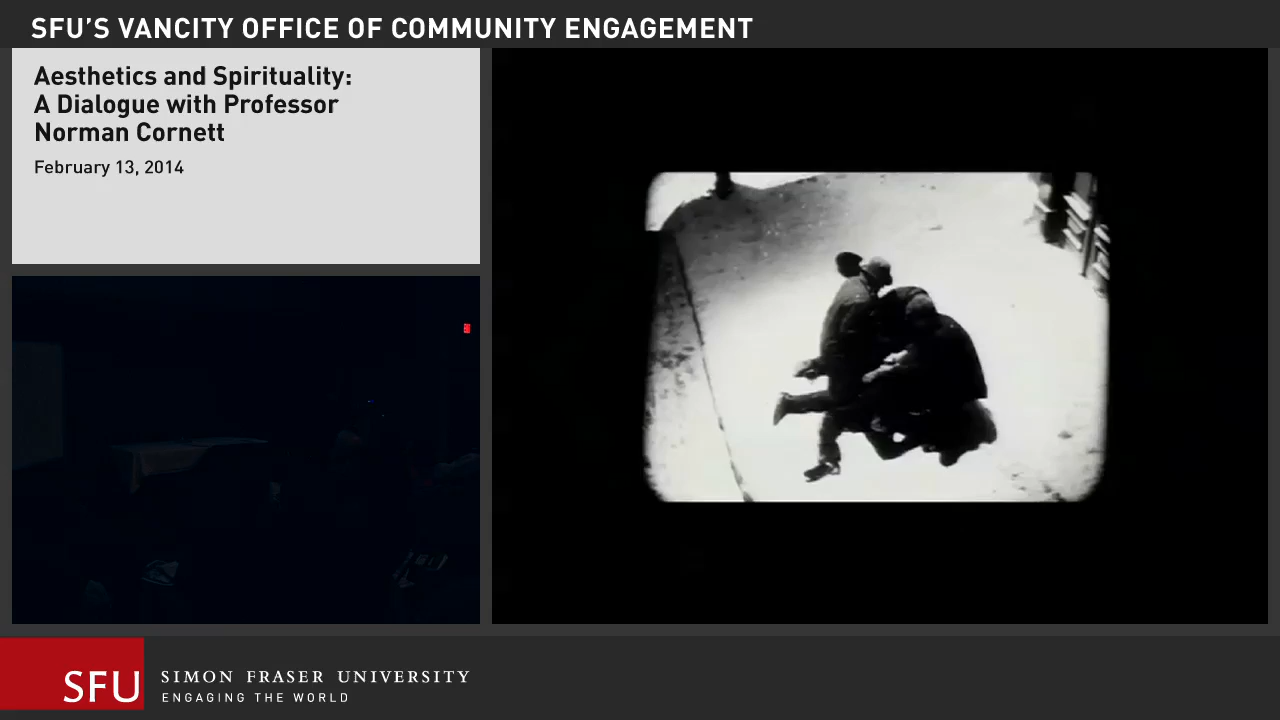 SFU'S VANCITY OFFICE OF COMMUNITY ENGAGEMENT
Aesthetics and Spirituality:
A Dialogue with Professor
Norman Cornett
February 13, 2014
SFU
SIMON FRASER UNIVERSITY
ENGAGING THE WORLD